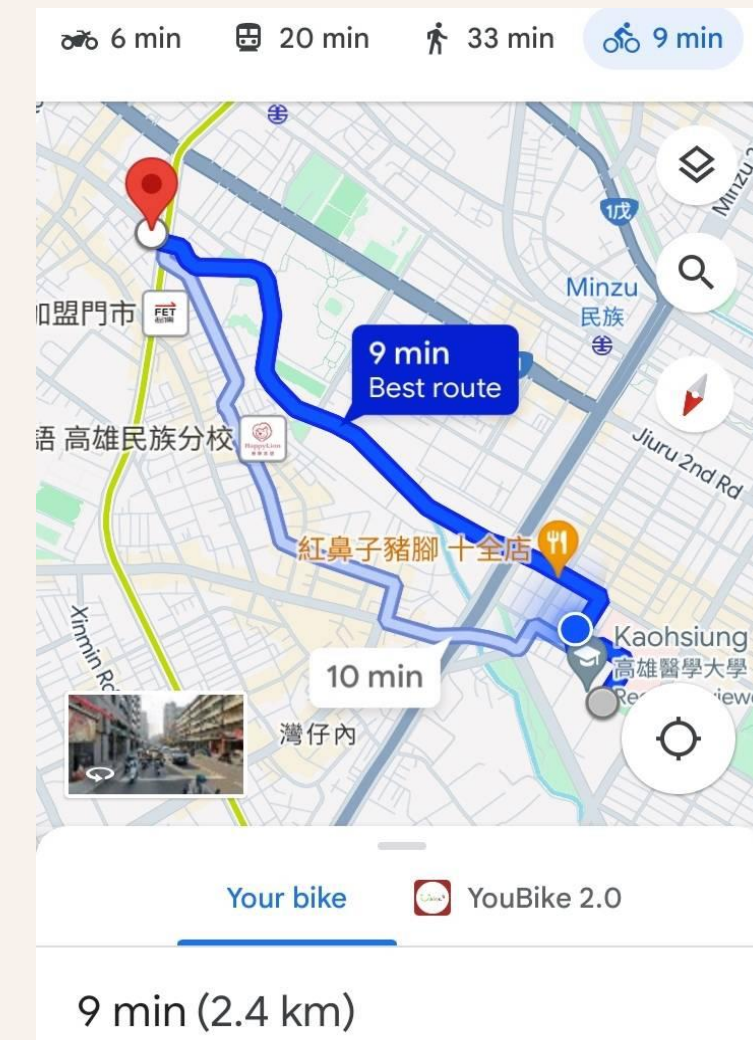 6 min
20 min
33 min
9 min
1戊
Minzu
民族
加盟門市
FET
9 min
Best route
語 高雄民族分校
HappyLion
Jiuru 2nd Rd
紅鼻子豬腳 十全店
Xinmin Rd
Kaohsiung
高雄醫學大學
10 min
灣仔內
Your bike
YouBike 2.0
9 min (2.4 km)